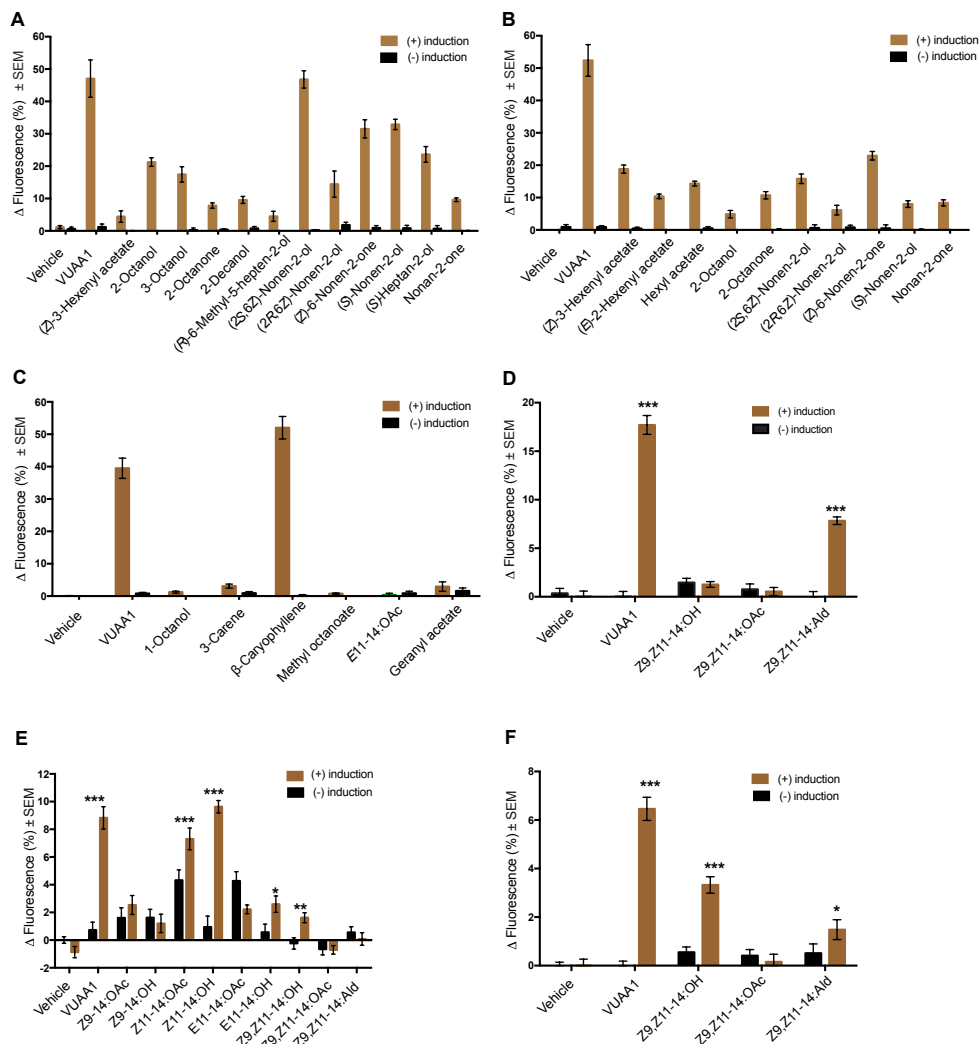 A
Δ Fluorescence (%) ± SEM
60
50
40
30
20
10
0
(+) induction
(-) induction
Vehicle
VUAA1
(Z)-3-Hexenyl acetate
2-Octanol
3-Octanol
2-Octanone
2-Decanol
(R)-6-Methyl-5-hepten-2-ol
(2S,6Z)-Nonen-2-ol
(2R,6Z)-Nonen-2-ol
(Z)-6-Nonen-2-one
(S)-Nonen-2-ol
(S)-Heptan-2-ol
Nonan-2-one
B
Δ Fluorescence (%) ± SEM
60
50
40
30
20
10
0
(+) induction
(-) induction
Vehicle
VUAA1
(Z)-3-Hexenyl acetate
(E)-2-Hexenyl acetate
Hexyl acetate
2-Octanol
2-Octanone
(2S,6Z)-Nonen-2-ol
(2R,6Z)-Nonen-2-ol
(Z)-6-Nonen-2-one
(S)-Nonen-2-ol
Nonan-2-one
C
Δ Fluorescence (%) ± SEM
60
50
40
30
20
10
0
(+) induction
(-) induction
Vehicle
VUAA1
1-Octanol
3-Carene
β-Caryophyllene
Methyl octanoate
E11-14:OAc
Geranyl acetate
D
Δ Fluorescence (%) ± SEM
20
15
10
5
0
(+) induction
(-) induction
***
***
Vehicle
VUAA1
Z9,Z11-14:OH
Z9,Z11-14:OAc
Z9,Z11-14:Ald
E
Δ Fluorescence (%) ± SEM
12
10
8
6
4
2
0
-2
(+) induction
(-) induction
***
***
***
*
**
Vehicle
VUAA1
Z9-14:OAc
Z9-14:OH
Z11-14:OAc
Z11-14:OH
E11-14:OAc
E11-14:OH
Z9,Z11-14:OH
Z9,Z11-14:OAc
Z9,Z11-14:Ald
F
Δ Fluorescence (%) ± SEM
8
6
4
2
0
(+) induction
(-) induction
***
***
*
Vehicle
VUAA1
Z9,Z11-14:OH
Z9,Z11-14:OAc
Z9,Z11-14:Ald